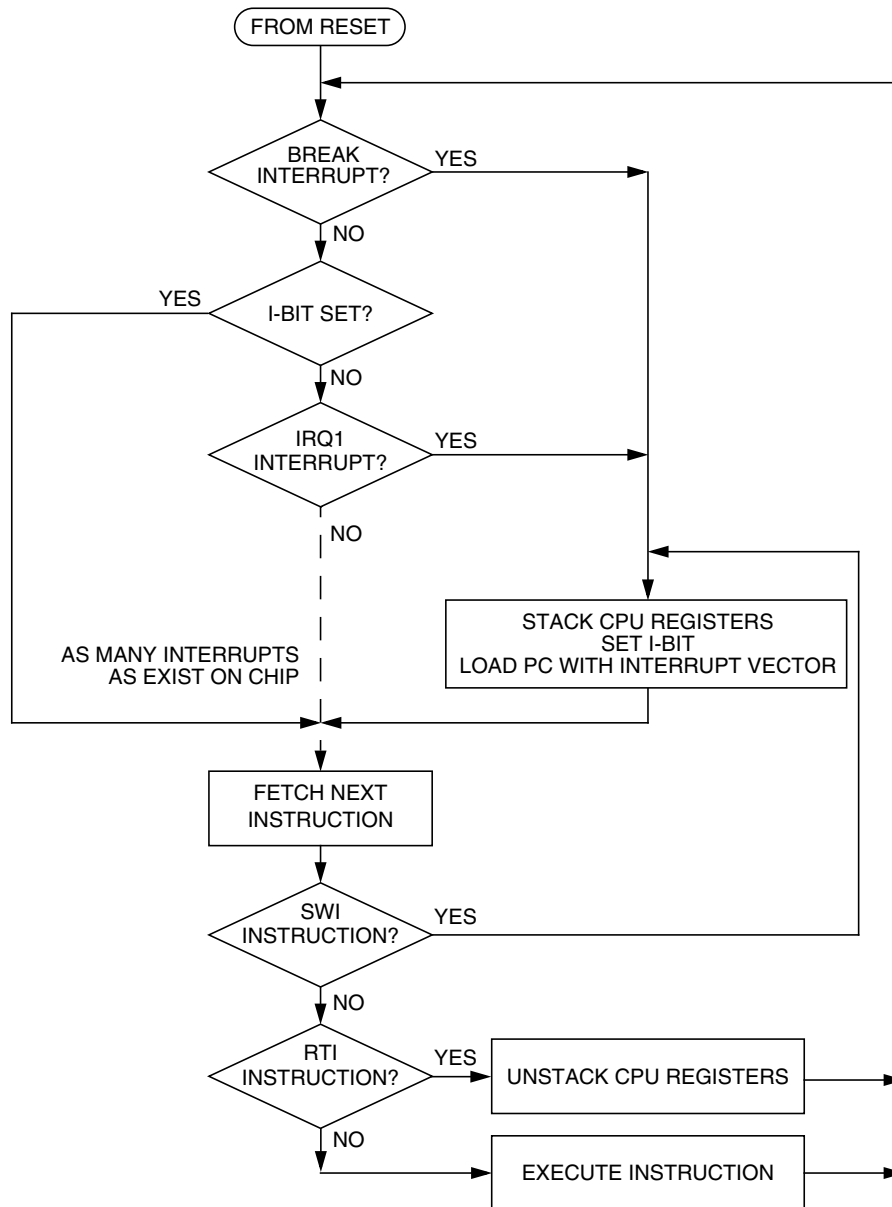 FROM RESET
BREAK
INTERRUPT?
YES
NO
YES
I-BIT SET?
NO
IRQ1
INTERRUPT?
YES
NO
STACK CPU REGISTERS
SET I-BIT
LOAD PC WITH INTERRUPT VECTOR
AS MANY INTERRUPTS
AS EXIST ON CHIP
FETCH NEXT
INSTRUCTION
SWI
INSTRUCTION?
YES
NO
RTI
INSTRUCTION?
YES
UNSTACK CPU REGISTERS
NO
EXECUTE INSTRUCTION